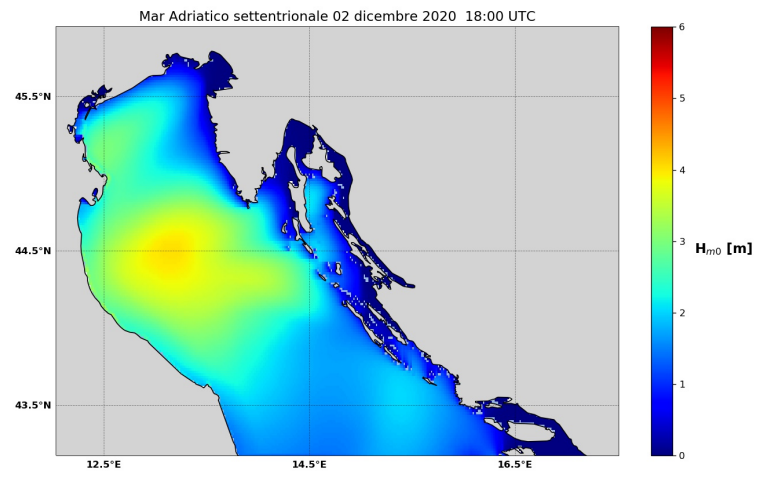 Mar Adriatico settentrionale 02 dicembre 2020  18:00 UTC
6
45.5°N
5
4
3
44.5°N
H_{m0} [m]
2
1
43.5°N
0
12.5°E
14.5°E
16.5°E